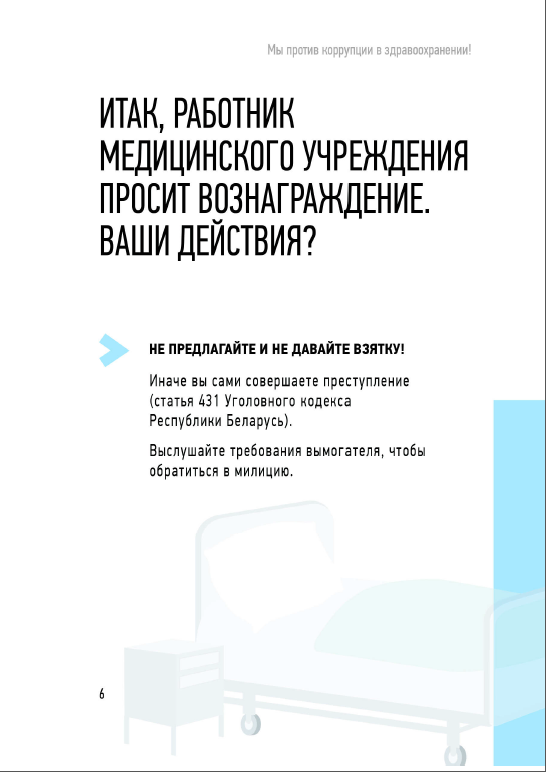 Мы против коррупции в здравоохранении!
ИТАК, РАБОТНИК
МЕДИЦИНСКОГО УЧРЕЖДЕНИЯ
ПРОСИТ ВОЗНАГРАЖДЕНИЕ.
ВАШИ ДЕЙСТВИЯ?
НЕ ПРЕДЛАГАЙТЕ И НЕ ДАВАЙТЕ ВЗЯТКУ!
Иначе вы сами совершаете преступление
(статья 431 Уголовного кодекса
Республики Беларусь).
Выслушайте требования вымогателя, чтобы
обратиться в милицию.
6